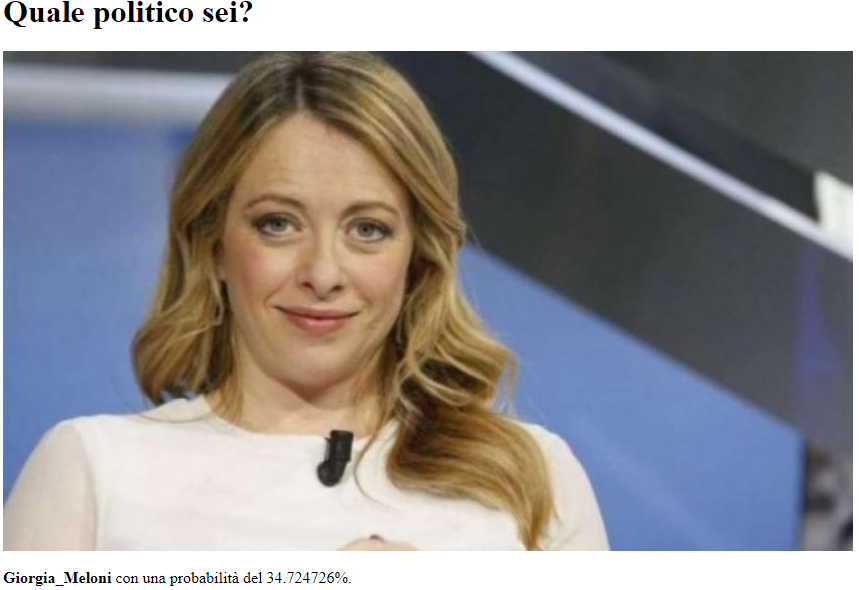 Quale politico sei?
Giorgia_Meloni con una probabilità del 34.724726%.